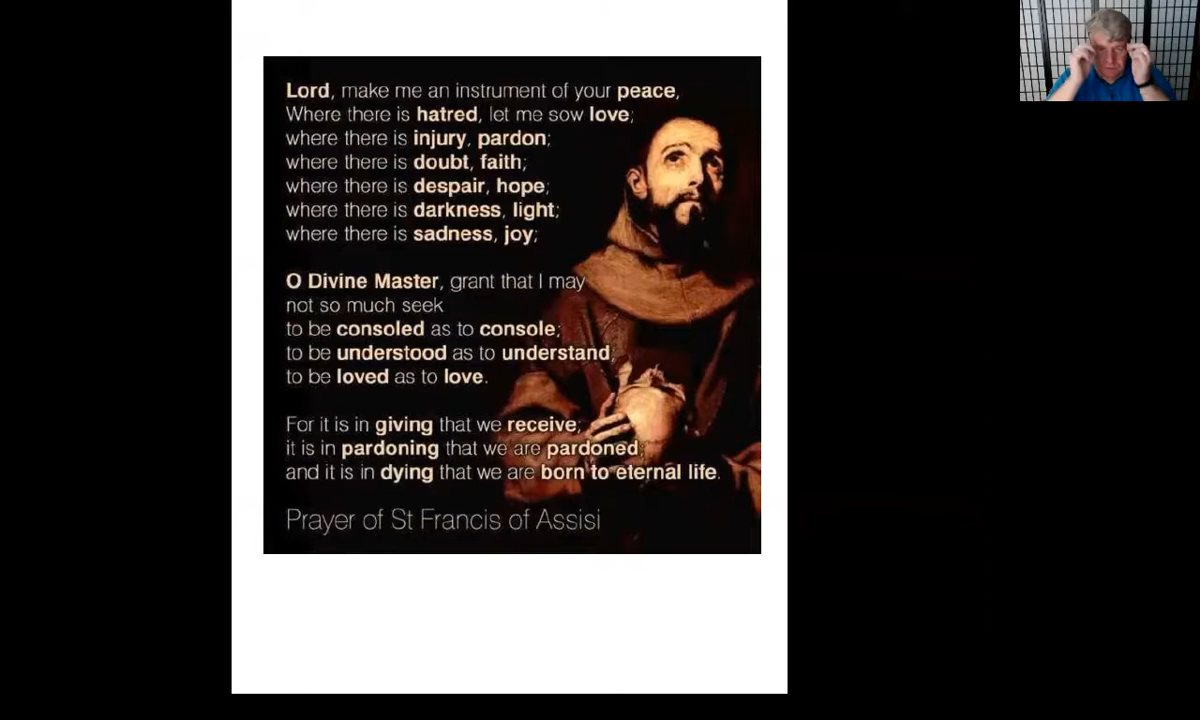 Lord, make me an instrument of your peace,
Where there is hatred, let me sow love;
where there is injury, pardon;
where there is doubt, faith;
where there is despair, hope;
where there is darkness, light;
where there is sadness, joy;
O Divine Master, grant that I may
not so much seek
to be consoled as to console;
to be understood as to understand;
to be loved as to love.
For it is in giving that we receive;
it is in pardoning that we are pardoned;
and it is in dying that we are born to eternal life.
Prayer of St Francis of Assisi